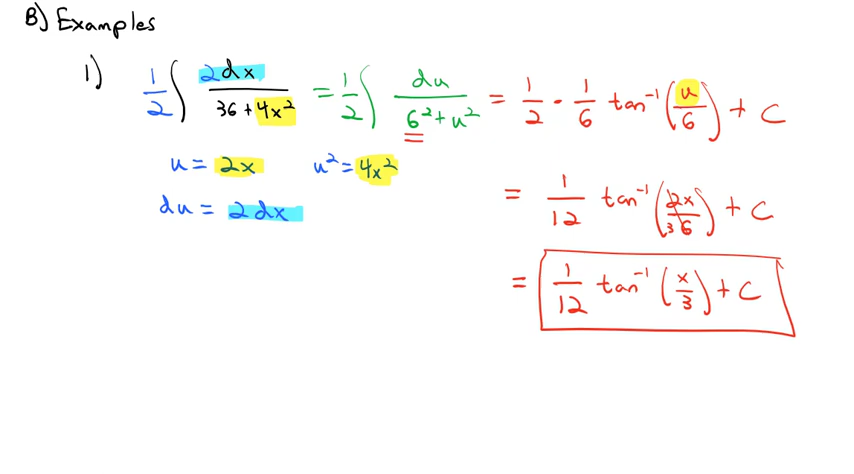 B) Examples
1) 1/2 ∫ 2dx/(36 + 4x²) = 1/2 ∫ du/(6² + u²) = 1/2 · 1/6 tan⁻¹(u/6) + C
u = 2x u² = 4x²
du = 2dx
= 1/12 tan⁻¹(2x/6) + C
3
= 1/12 tan⁻¹(x/3) + C